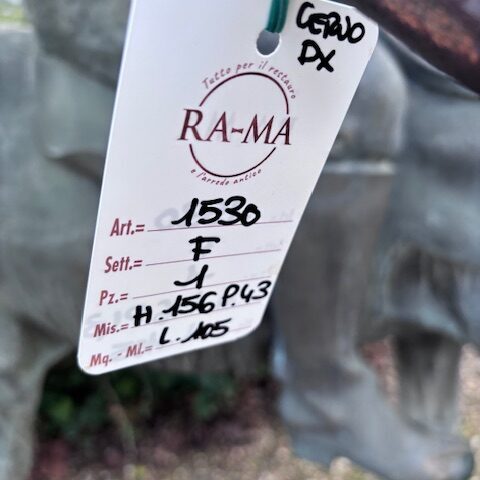 CERVO
DX
Tutto per il restauro
RA-MA
e l'arredo antico
Art.= 1530
Sett.= F
Pz.= 1
Mis.= H.156 P.43
Mq. - Ml.= L.105